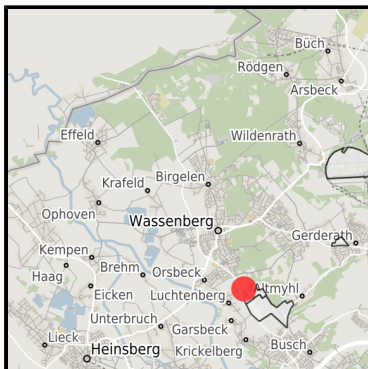 Büch
Rödgen
Arsbeck
Effeld
Wildenrath
Krafeld
Birgelen
Ophoven
Wassenberg
Gerderath
Kempen
Haag
Brehm
Orsbeck
Altmyhl
Eicken
Luchtenberg
Unterbruch
Garsbeck
Lieck
Heinsberg
Krickelberg
Busch